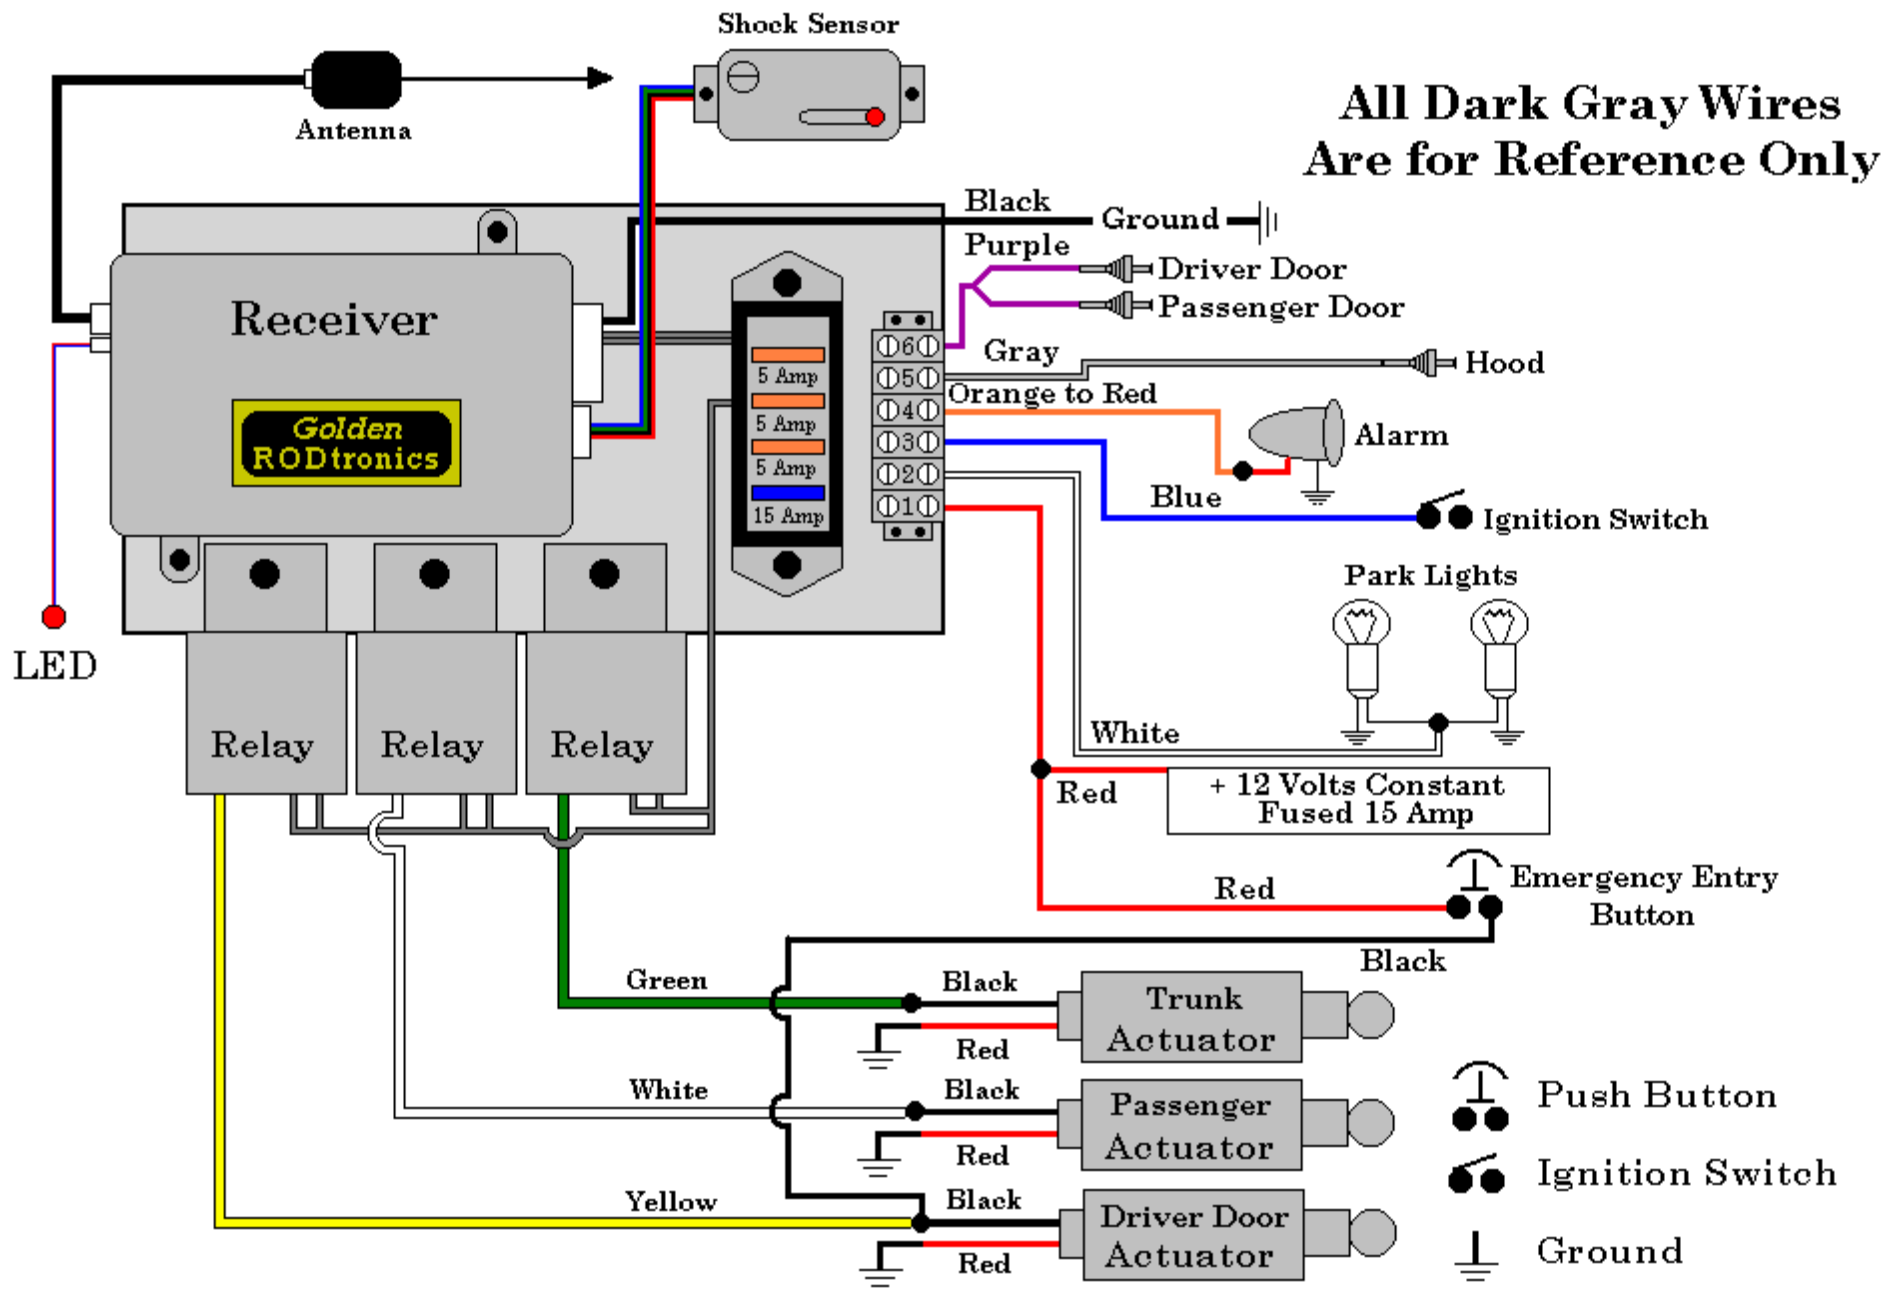 Shock Sensor
Antenna
All Dark Gray Wires
Are for Reference Only
Black
Ground
Purple
Driver Door
Passenger Door
Receiver
Gray
Hood
Orange to Red
Alarm
Golden
RODtronics
5 Amp
5 Amp
5 Amp
15 Amp
6
5
4
3
2
1
Blue
Ignition Switch
Park Lights
LED
Relay
Relay
Relay
White
Red
+ 12 Volts Constant
Fused 15 Amp
Red
Emergency Entry
Button
Black
Green
Black
Trunk
Actuator
Red
White
Black
Passenger
Actuator
Red
Yellow
Black
Driver Door
Actuator
Red
Push Button
Ignition Switch
Ground